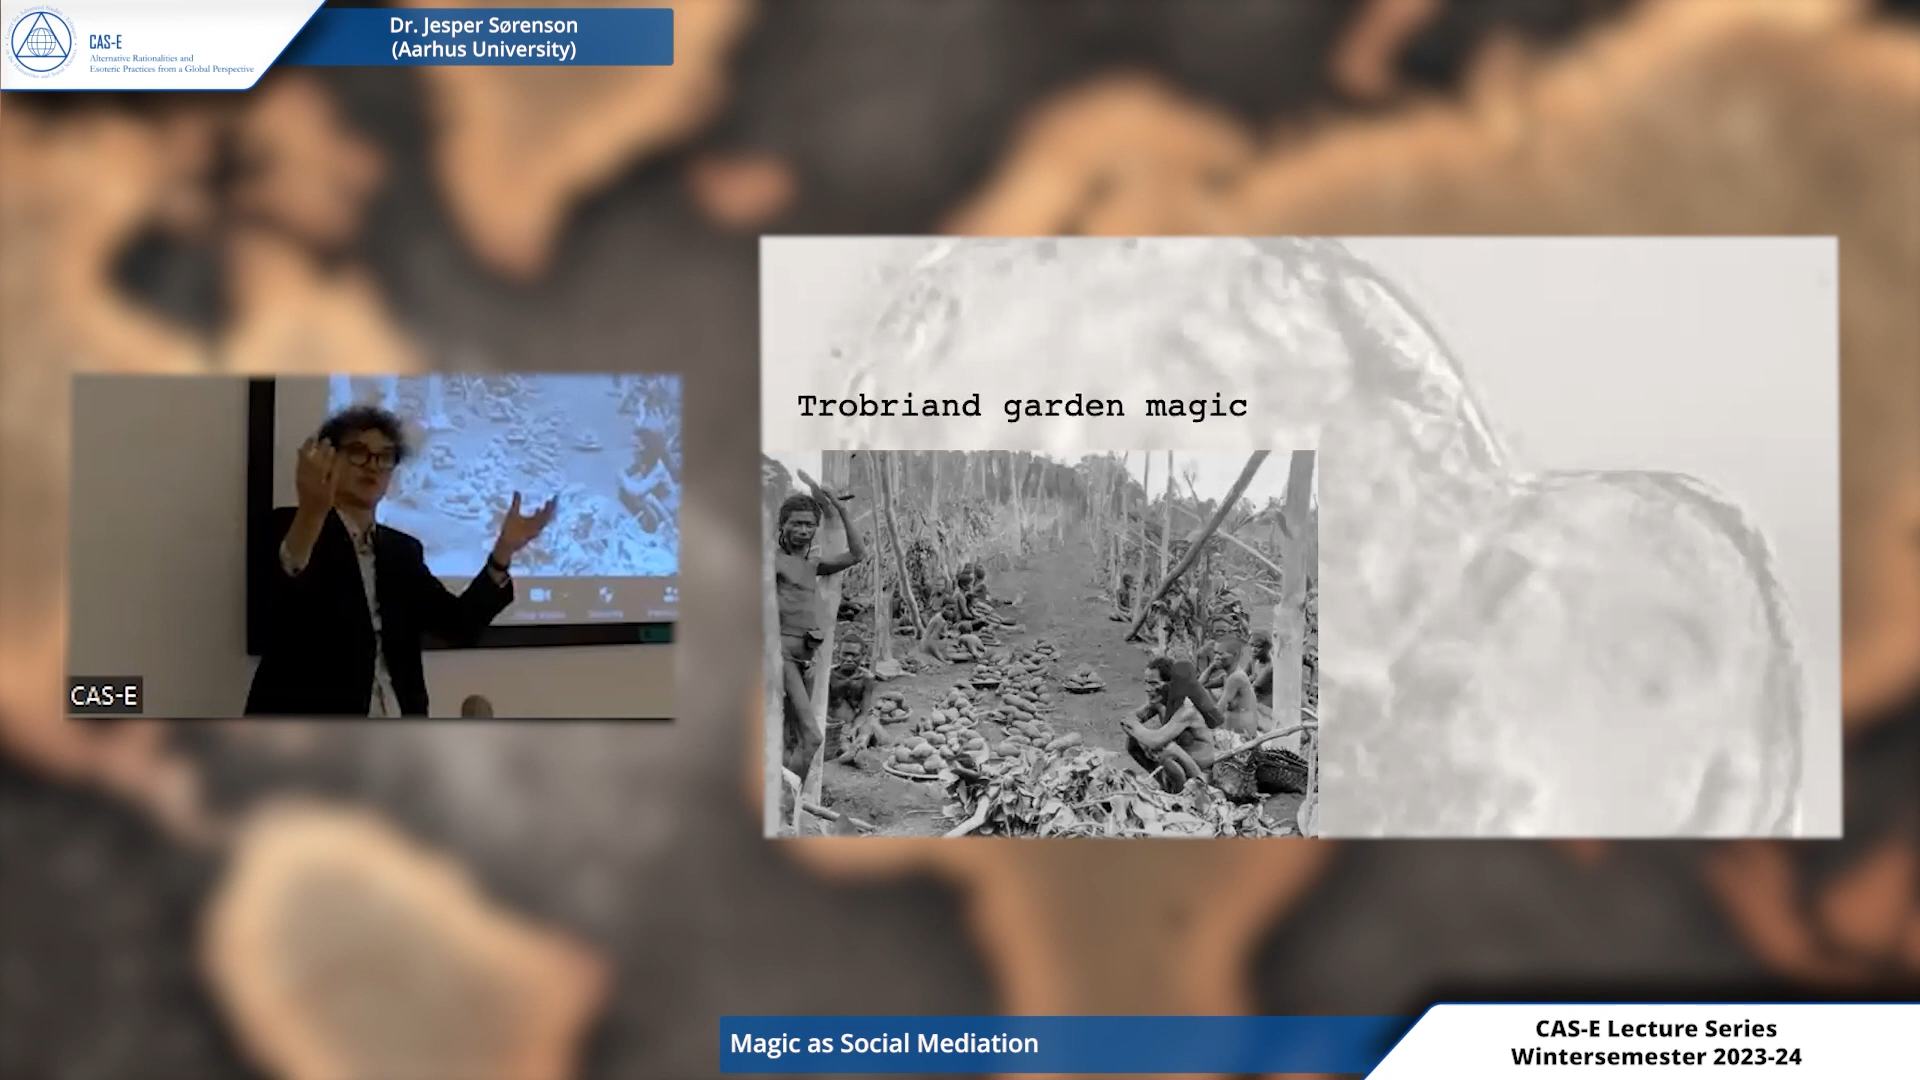 CAS-E
Alternative Rationalities and
Esoteric Practices from a Global Perspective
Dr. Jesper Sørenson
(Aarhus University)
Trobriand garden magic
CAS-E
Magic as Social Mediation
CAS-E Lecture Series
Wintersemester 2023-24